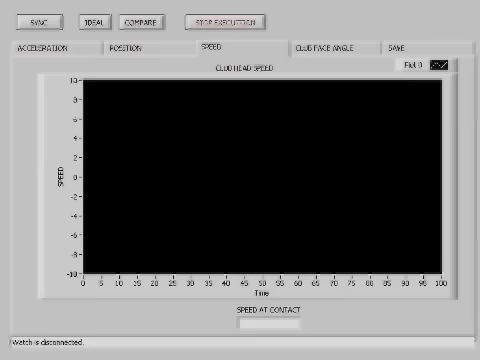 SYNC IDEAL COMPARE STOP EXECUTION
ACCELERATION POSITION SPEED CLUB FACE ANGLE SAVE
CLUB HEAD SPEED
Plot 0
SPEED
10
8
6
4
2
0
-2
-4
-6
-8
-10
0 5 10 15 20 25 30 35 40 45 50 55 60 65 70 75 80 85 90 95 100
Time
SPEED AT CONTACT
Watch is disconnected.